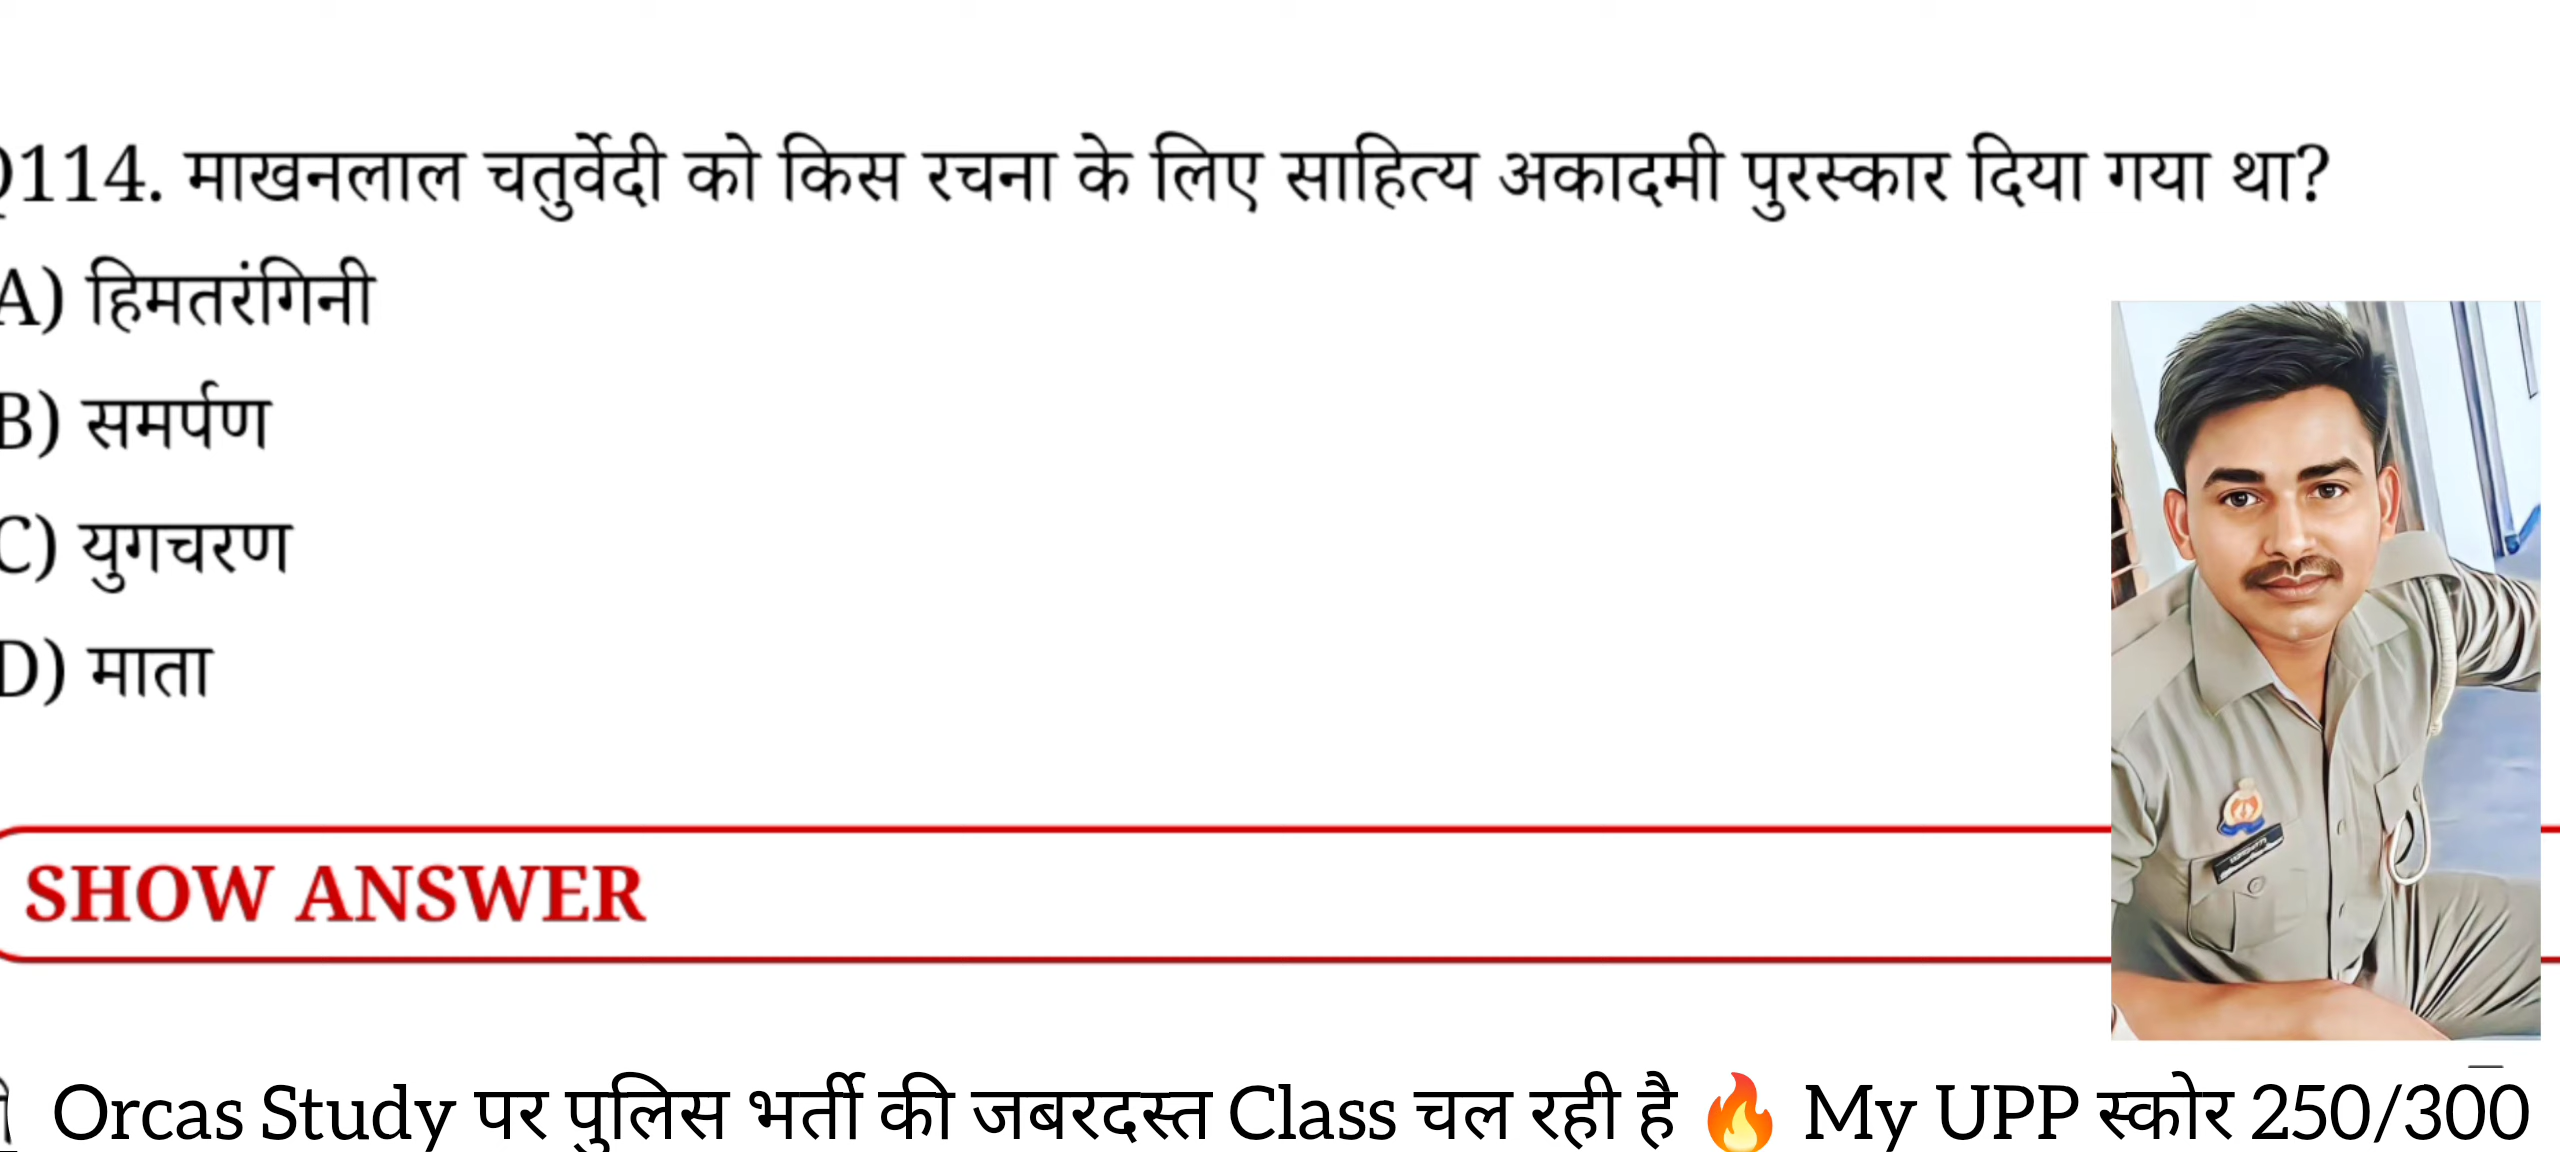 114. माखनलाल चतुर्वेदी को किस रचना के लिए साहित्य अकादमी पुरस्कार दिया गया था?
A) हिमतरंगिनी
B) समर्पण
C) युगचरण
D) माता
SHOW ANSWER
Orcas Study पर पुलिस भर्ती की जबरदस्त Class चल रही है 🔥 My UPP स्कोर 250/300